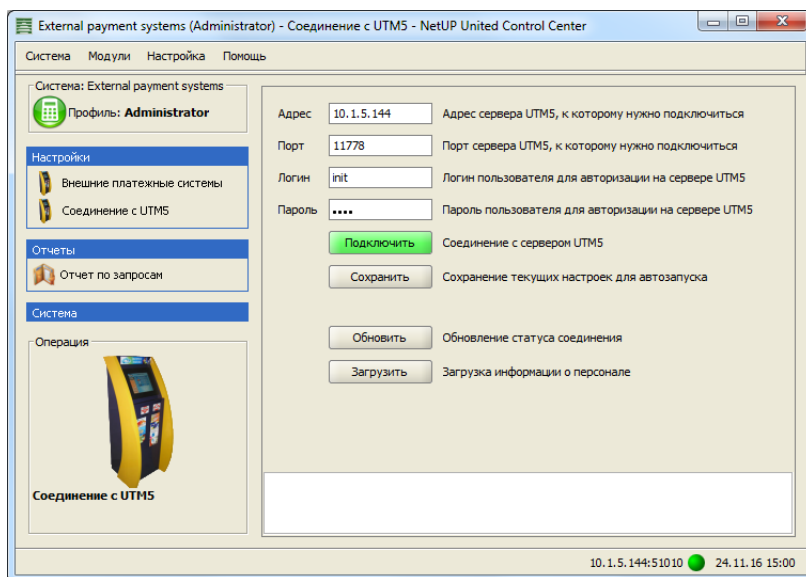 External payment systems (Administrator) - Соединение с UTM5 - NetUP United Control Center
Система Модули Настройка Помощь
Система: External payment systems
Профиль: Administrator
Настройки
Внешние платежные системы
Соединение с UTM5
Отчеты
Отчет по запросам
Система
Операция
Соединение с UTM5
Адрес 10.1.5.144 Адрес сервера UTM5, к которому нужно подключиться
Порт 11778 Порт сервера UTM5, к которому нужно подключиться
Логин init Логин пользователя для авторизации на сервере UTM5
Пароль •••• Пароль пользователя для авторизации на сервере UTM5
Подключить Соединение с сервером UTM5
Сохранить Сохранение текущих настроек для автозапуска
Обновить Обновление статуса соединения
Загрузить Загрузка информации о персонале
10.1.5.144:51010 24.11.16 15:00